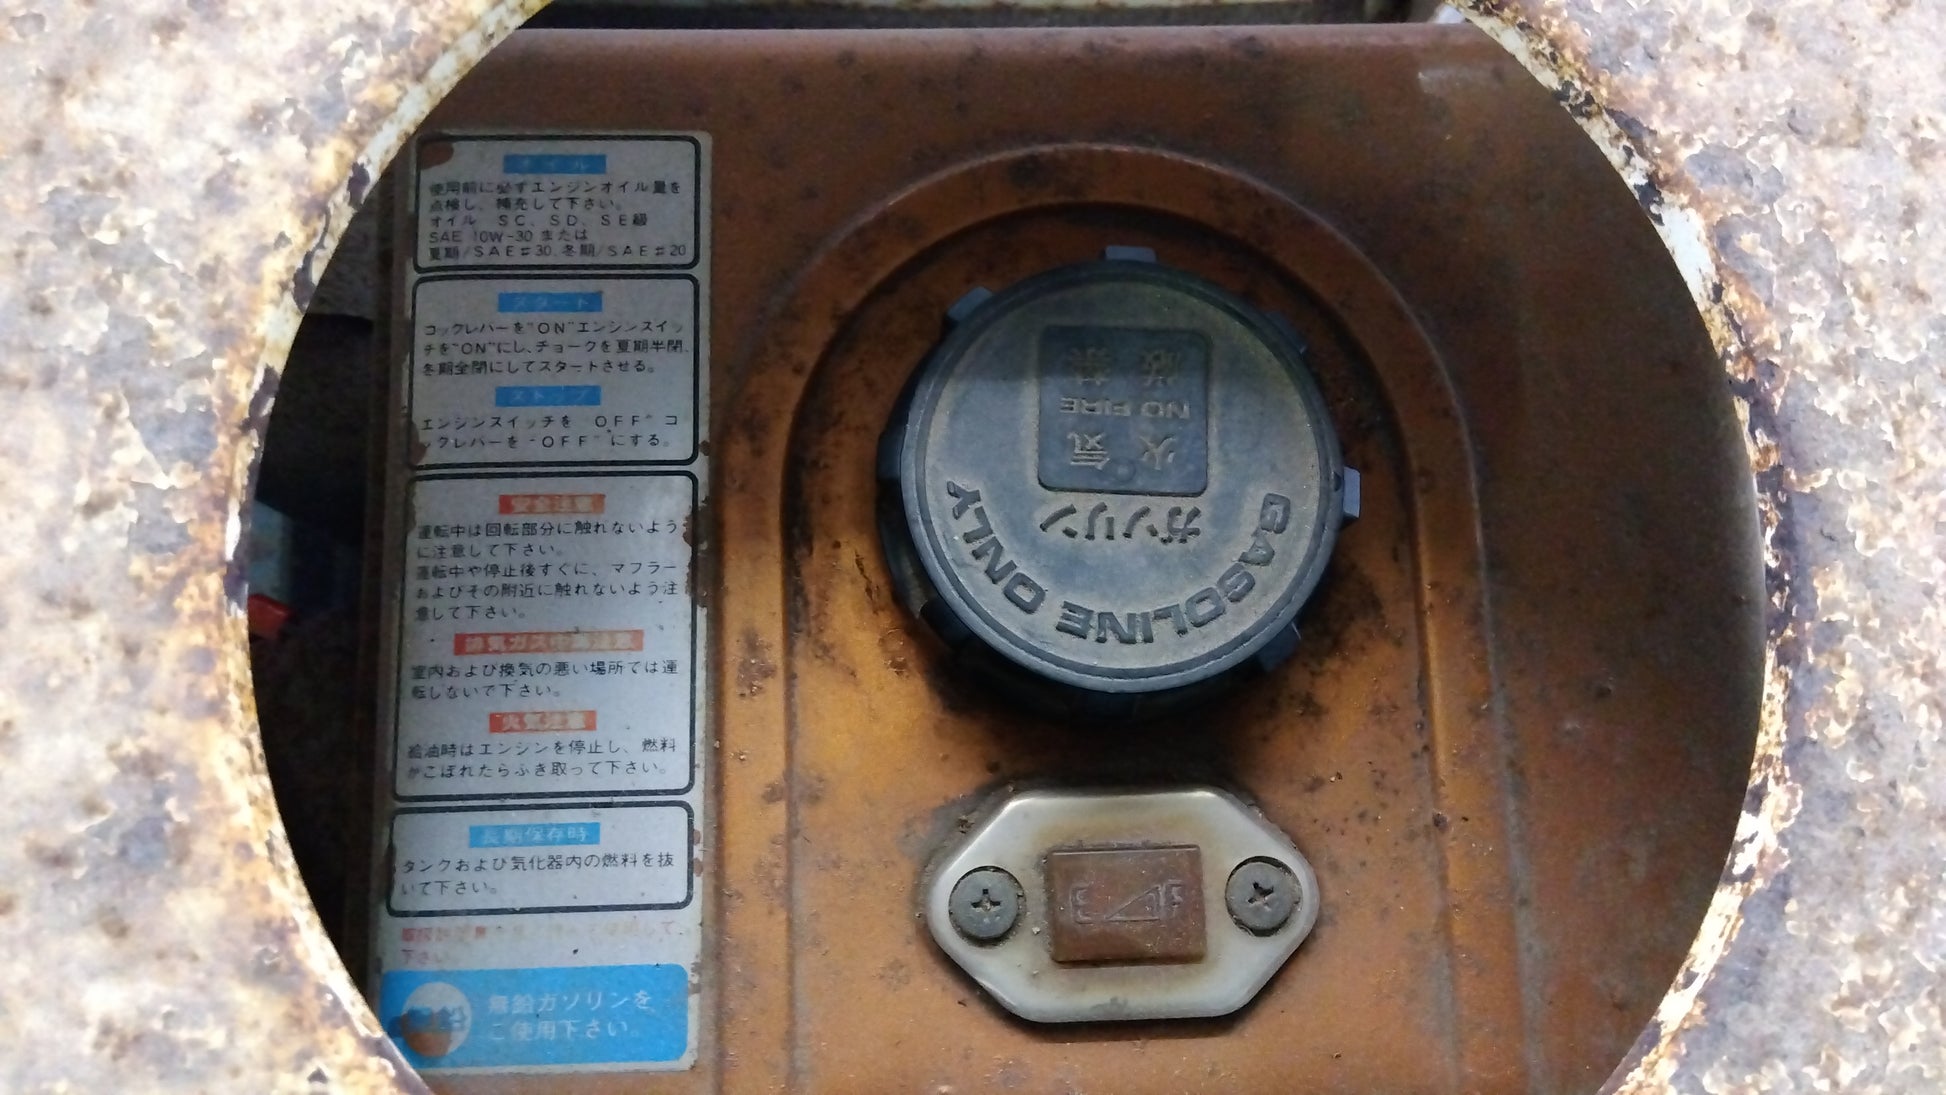 オイル
使用前に必ずエンジンオイル量を
点検し、補充して下さい。
オイル SC、SD、SE級
SAE 10W-30 または
夏期/SAE♯30、冬期/SAE♯20
スタート
コックレバーを"ON"エンジンスイッ
チを"ON"にし、チョークを夏期半閉、
冬期全閉にしてスタートさせる。
ストップ
エンジンスイッチを OFF" コ
ックレバーを"OFF"にする。
安全注意
運転中は回転部分に触れないよう
に注意して下さい。
運転中や停止後すぐに、マフラー
およびその附近に触れないよう注
意して下さい。
排気ガス中毒注意
室内および換気の悪い場所では運
転しないで下さい。
火気注意
給油時はエンジンを停止し、燃料
がこぼれたらふき取って下さい。
長期保存時
タンクおよび気化器内の燃料を抜
いて下さい。
使用して、
下さい。
無鉛
無鉛ガソリンを
ご使用下さい。
GASOLINE ONLY
ガソリン
火気
NO FIRE
厳禁